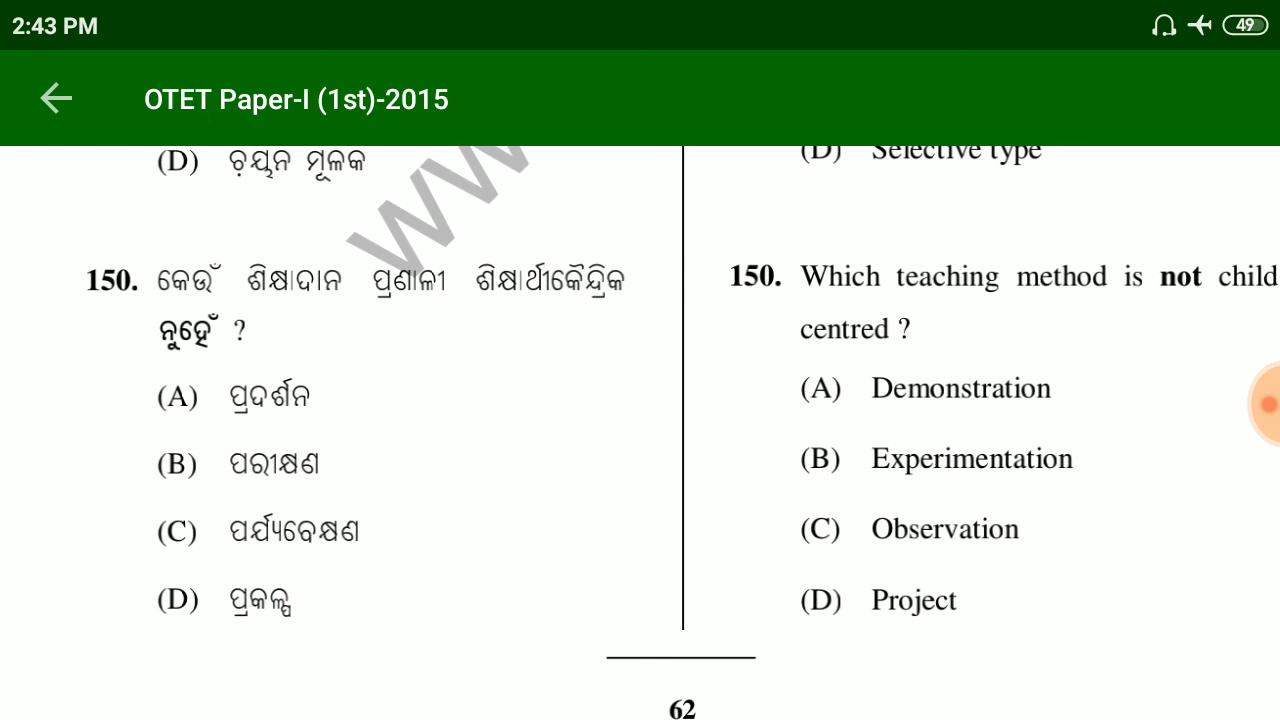 2:43 PM
49
OTET Paper-I (1st)-2015
(D) ଚୟନ ମୂଳକ
(D) Selective type
150. କେଉଁ ଶିକ୍ଷାଦାନ ପ୍ରଣାଳୀ ଶିକ୍ଷାର୍ଥୀକୈନ୍ଦ୍ରିକ
ନୁହେଁ ?
(A) ପ୍ରଦର୍ଶନ
(B) ପରୀକ୍ଷଣ
(C) ପର୍ଯ୍ୟବେକ୍ଷଣ
(D) ପ୍ରକଳ୍ପ
150. Which teaching method is not child
centred ?
(A) Demonstration
(B) Experimentation
(C) Observation
(D) Project
62